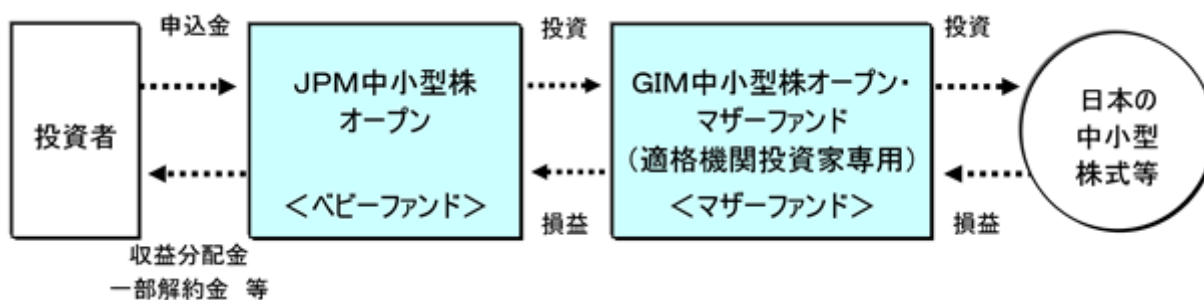 申込金
投資
投資
投資者
JPM中小型株
オープン
<ベビーファンド>
GIM中小型株オープン・
マザーファンド
(適格機関投資家専用)
<マザーファンド>
日本の
中小型
株式等
収益分配金
一部解約金 等
損益
損益